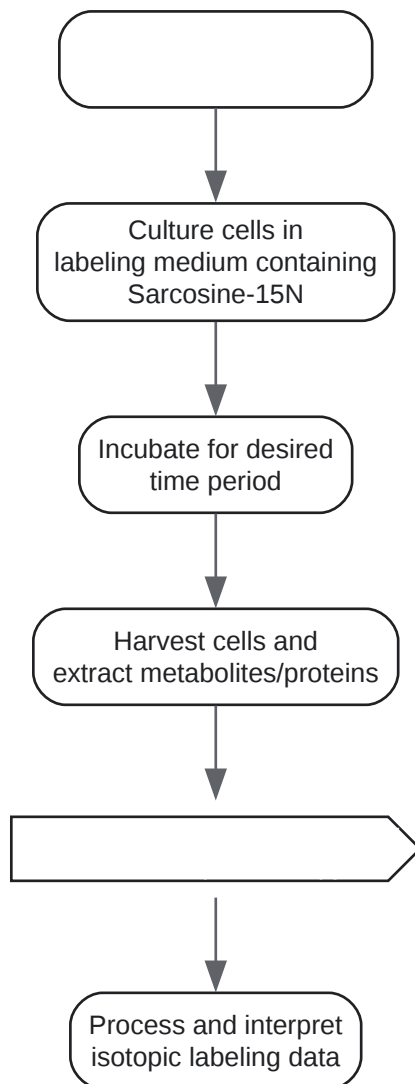 Culture cells in
labeling medium containing
Sarcosine-15N
Incubate for desired
time period
Harvest cells and
extract metabolites/proteins
Process and interpret
isotopic labeling data